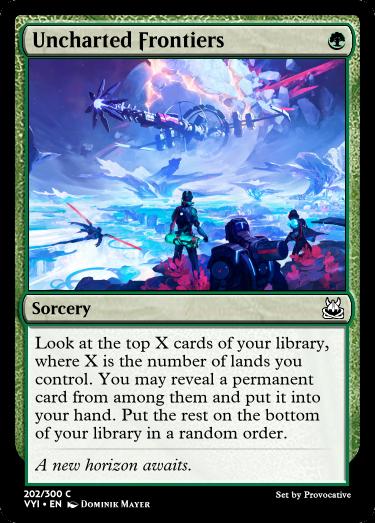 Uncharted Frontiers
Sorcery
Look at the top X cards of your library,
where X is the number of lands you
control. You may reveal a permanent
card from among them and put it into
your hand. Put the rest on the bottom
of your library in a random order.
A new horizon awaits.
202/300 C
VYI • EN Dominik Mayer
Set by Provocative